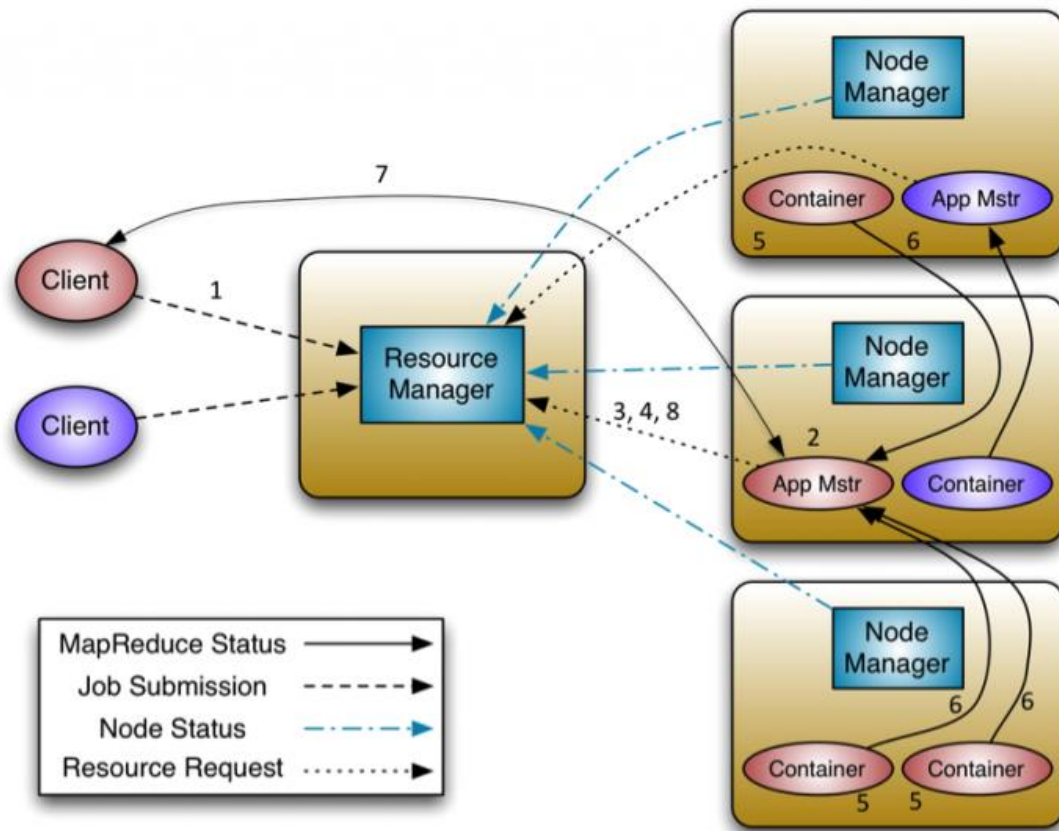 Node
Manager
Container
App Mstr
5
6
7
Client
1
Client
Resource
Manager
3, 4, 8
Node
Manager
2
App Mstr
Container
Node
Manager
6
6
Container
Container
5
5
MapReduce Status
Job Submission
Node Status
Resource Request